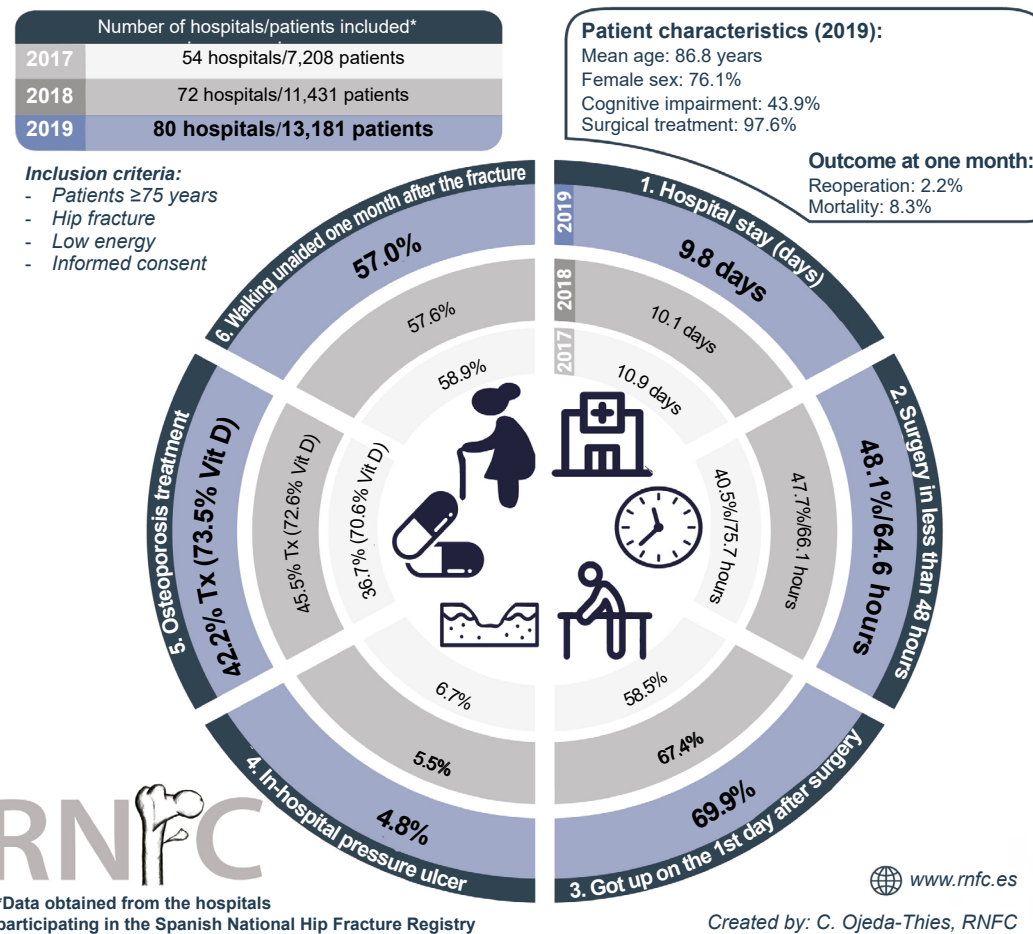 Number of hospitals/patients included*
2017 54 hospitals/7,208 patients
2018 72 hospitals/11,431 patients
2019 80 hospitals/13,181 patients
Patient characteristics (2019):
Mean age: 86.8 years
Female sex: 76.1%
Cognitive impairment: 43.9%
Surgical treatment: 97.6%
Outcome at one month:
Reoperation: 2.2%
Mortality: 8.3%
Inclusion criteria:
- Patients ≥75 years
- Hip fracture
- Low energy
- Informed consent
1. Hospital stay (days)
2019
9.8 days
2018
10.1 days
2017
10.9 days
2. Surgery in less than 48 hours
48.1%/64.6 hours
47.7%/66.1 hours
40.5%/75.7 hours
3. Got up on the 1st day after surgery
69.9%
67.4%
58.5%
4. In-hospital pressure ulcer
4.8%
5.5%
6.7%
5. Osteoporosis treatment
42.2% Tx (73.5% Vit D)
45.5% Tx (72.6% Vit D)
36.7% (70.6% Vit D)
6. Walking unaided one month after the fracture
57.0%
57.6%
58.9%
RNFC
*Data obtained from the hospitals
participating in the Spanish National Hip Fracture Registry
www.rnfc.es
Created by: C. Ojeda-Thies, RNFC